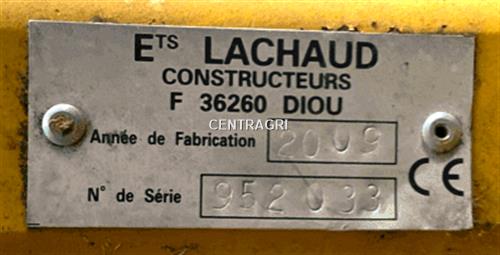 ETS LACHAUD
CONSTRUCTEURS
F 36260 DIOU
CENTRAGRI
Année de Fabrication 2009
N° de Série 952033
CE